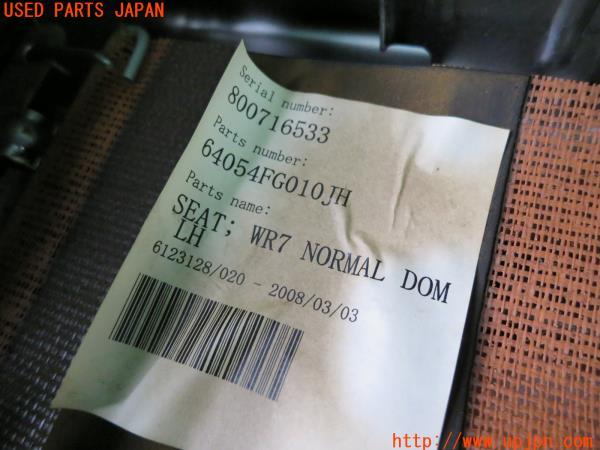 USED PARTS JAPAN
Serial number:
800716533
Parts number:
64054FG010JH
Parts name:
SEAT; WR7 NORMAL DOM
LH
6123128/020 - 2008/03/03
http://www.upjpn.com